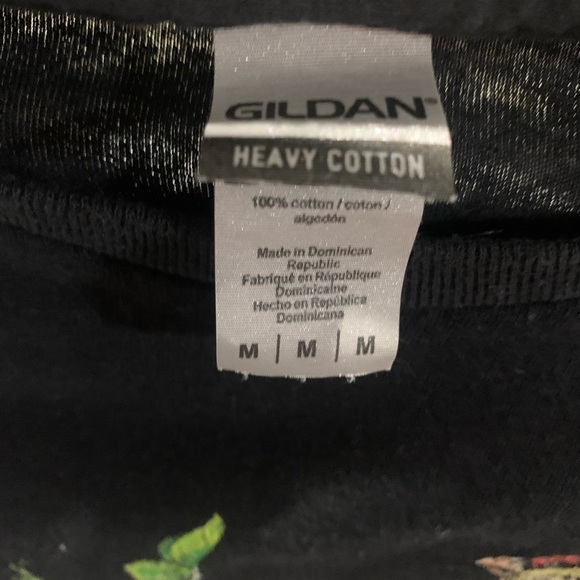 GILDAN®
HEAVY COTTON
100% cotton / coton /
algodón
Made in Dominican
Republic
Fabriqué en République
Dominicaine
Hecho en República
Dominicana
M | M | M